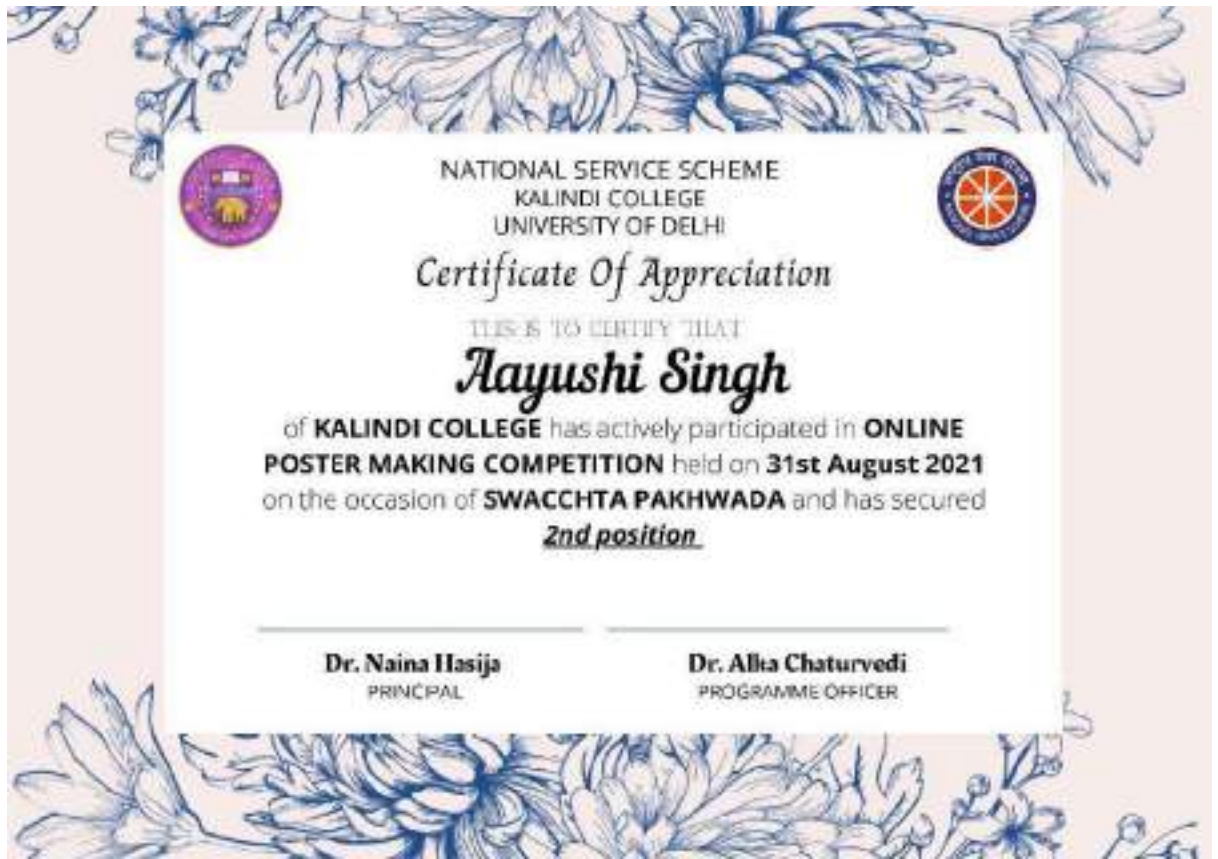 NATIONAL SERVICE SCHEME
KALINDI COLLEGE
UNIVERSITY OF DELHI
Certificate Of Appreciation
THIS IS TO CERTIFY THAT
Aayushi Singh
of KALINDI COLLEGE has actively participated in ONLINE
POSTER MAKING COMPETITION held on 31st August 2021
on the occasion of SWACCHTA PAKHWADA and has secured
2nd position
Dr. Naina Hasija
PRINCIPAL
Dr. Alka Chaturvedi
PROGRAMME OFFICER